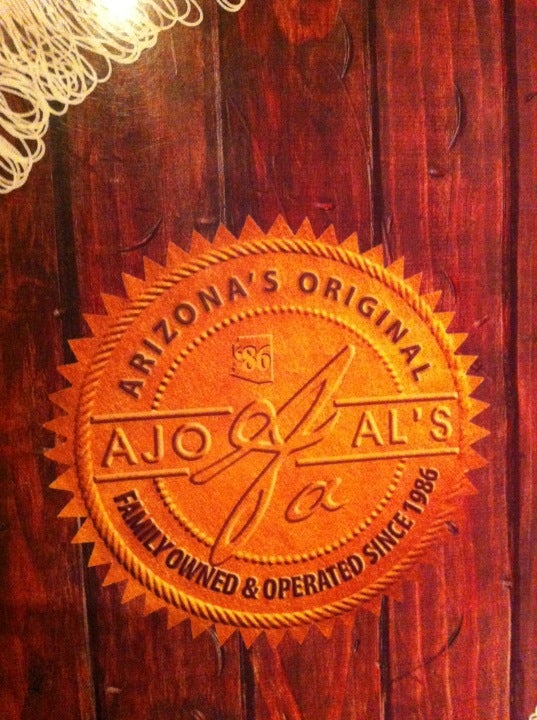 ARIZONA'S ORIGINAL
'86
AJO AL'S
FAMILY OWNED & OPERATED SINCE 1986